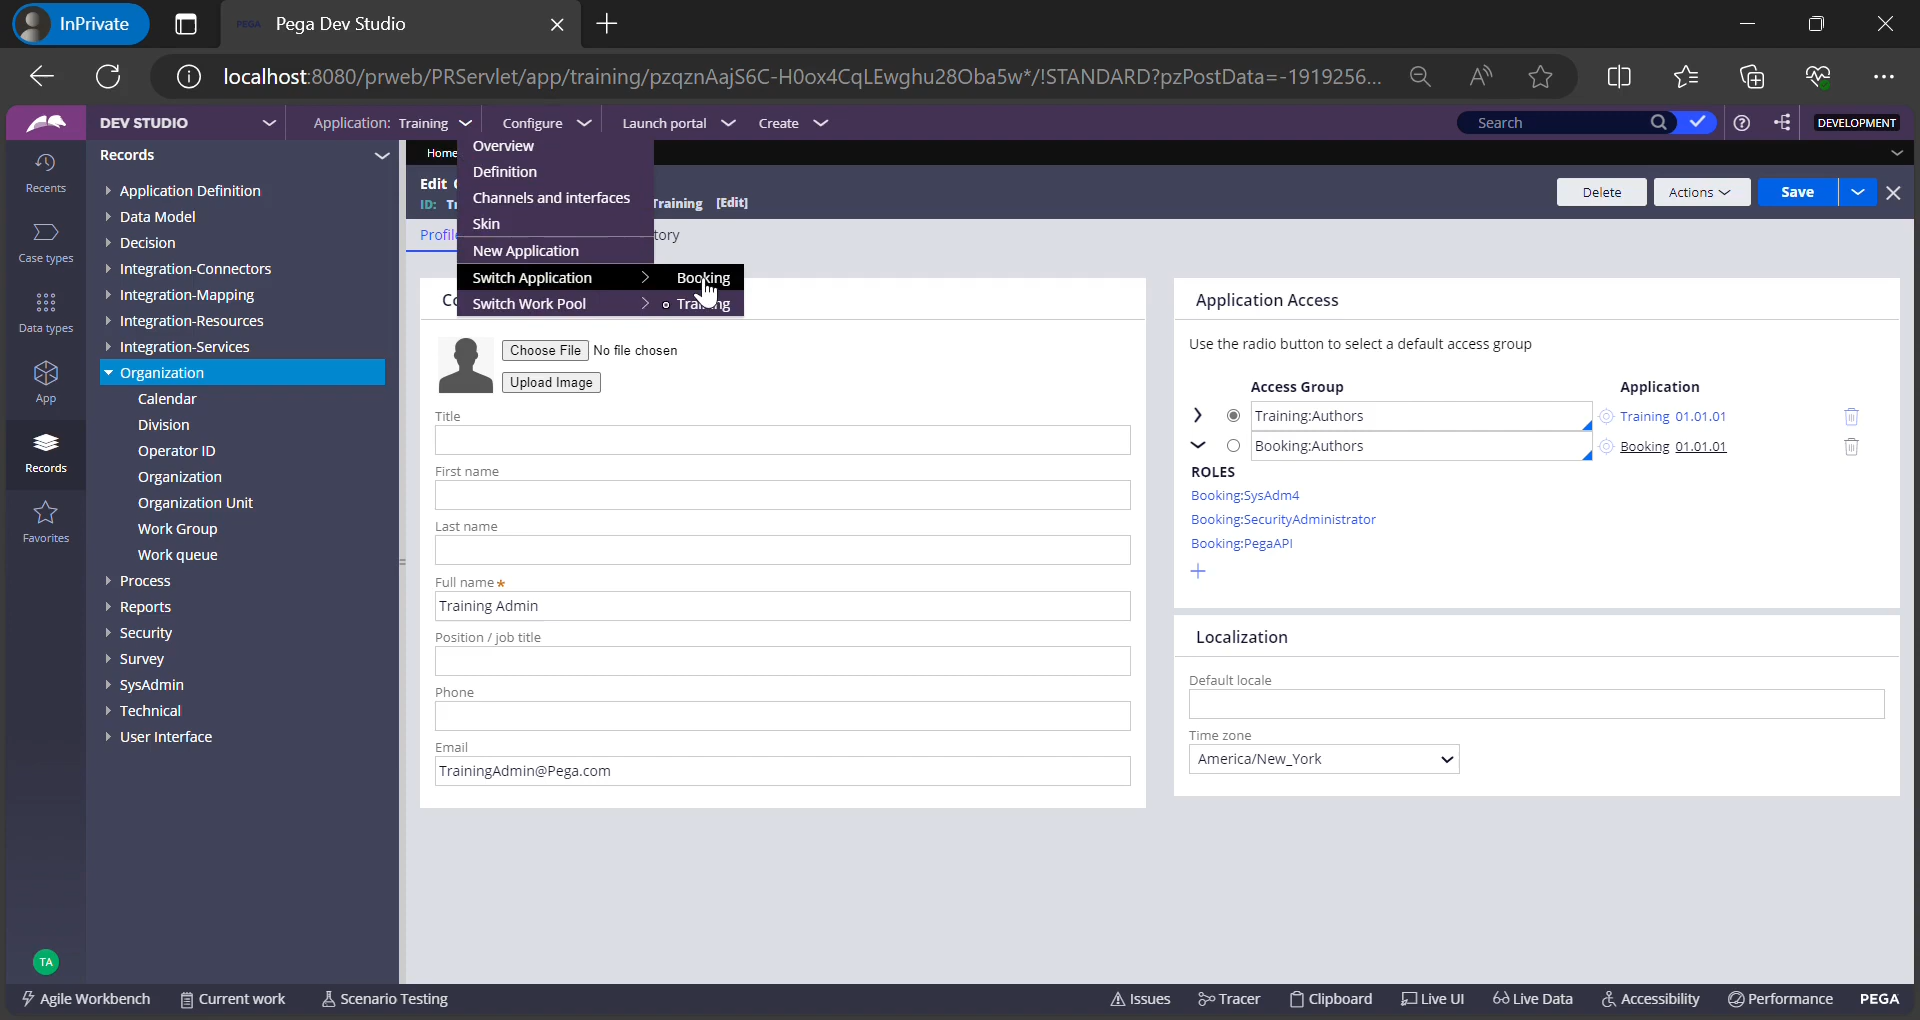 InPrivate
PEGA Pega Dev Studio
localhost:8080/prweb/PRServlet/app/training/pzqznAajS6C-H0ox4CqLEwghu28Oba5w*/!STANDARD?pzPostData=-1919256...
DEV STUDIO
Application: Training
Configure
Launch portal
Create
Search
DEVELOPMENT
Recents
Case types
Data types
App
Records
Favorites
TA
Records
Application Definition
Data Model
Decision
Integration-Connectors
Integration-Mapping
Integration-Resources
Integration-Services
Organization
Calendar
Division
Operator ID
Organization
Organization Unit
Work Group
Work queue
Process
Reports
Security
Survey
SysAdmin
Technical
User Interface
Home
Edit
ID: Training [Edit]
Delete
Actions
Save
Overview
Definition
Channels and interfaces
Skin
New Application
Switch Application
Booking
Switch Work Pool
Choose File No file chosen
Upload Image
Title
First name
Last name
Full name*
Training Admin
Position / job title
Phone
Email
TrainingAdmin@Pega.com
Application Access
Use the radio button to select a default access group
Access Group Application
Training:Authors Training 01.01.01
Booking:Authors Booking 01.01.01
ROLES
Booking:SysAdm4
Booking:SecurityAdministrator
Booking:PegaAPI
Localization
Default locale
Time zone
America/New_York
Agile Workbench
Current work
Scenario Testing
Issues
Tracer
Clipboard
Live UI
Live Data
Accessibility
Performance
PEGA